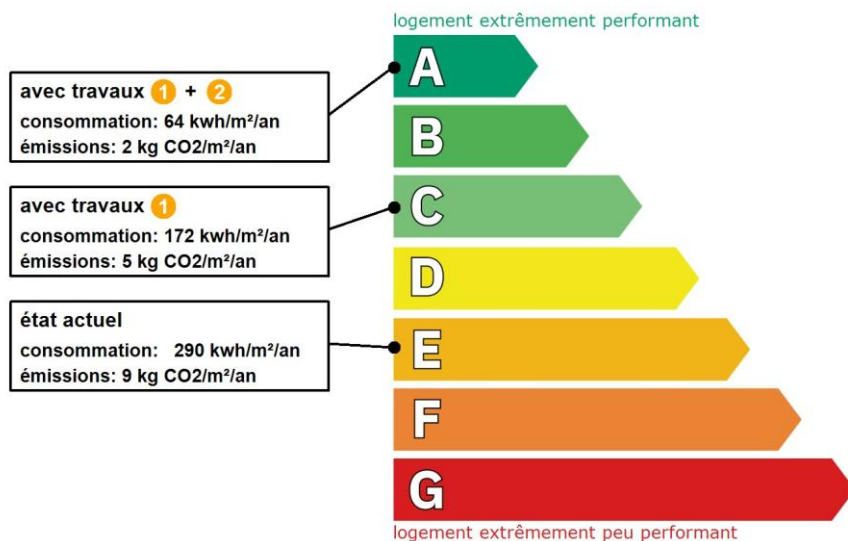 logement extrêmement performant
avec travaux 1 + 2
consommation: 64 kwh/m²/an
émissions: 2 kg CO2/m²/an
A
B
avec travaux 1
consommation: 172 kwh/m²/an
émissions: 5 kg CO2/m²/an
C
D
état actuel
consommation: 290 kwh/m²/an
émissions: 9 kg CO2/m²/an
E
F
G
logement extrêmement peu performant